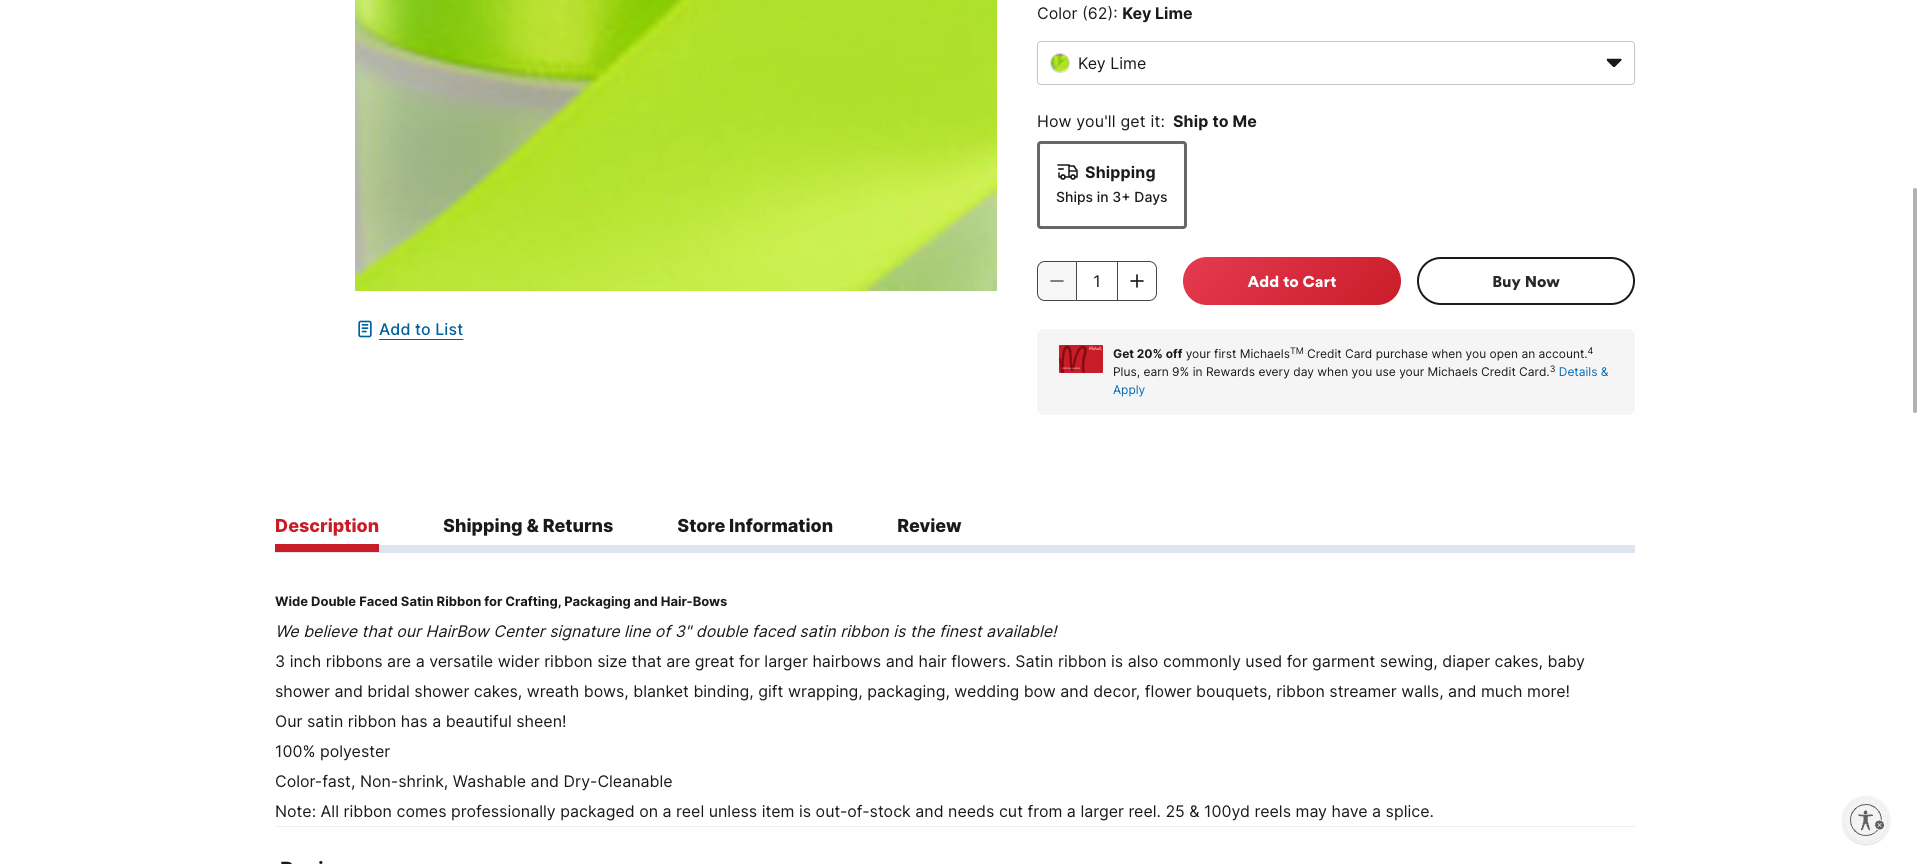 Color (62): Key Lime
Key Lime
How you'll get it: Ship to Me
Shipping
Ships in 3+ Days
1
Add to Cart
Buy Now
Add to List
Get 20% off your first Michaels™ Credit Card purchase when you open an account.⁴
Plus, earn 9% in Rewards every day when you use your Michaels Credit Card.³ Details &
Apply
Description
Shipping & Returns
Store Information
Review
Wide Double Faced Satin Ribbon for Crafting, Packaging and Hair-Bows
We believe that our HairBow Center signature line of 3" double faced satin ribbon is the finest available!
3 inch ribbons are a versatile wider ribbon size that are great for larger hairbows and hair flowers. Satin ribbon is also commonly used for garment sewing, diaper cakes, baby
shower and bridal shower cakes, wreath bows, blanket binding, gift wrapping, packaging, wedding bow and decor, flower bouquets, ribbon streamer walls, and much more!
Our satin ribbon has a beautiful sheen!
100% polyester
Color-fast, Non-shrink, Washable and Dry-Cleanable
Note: All ribbon comes professionally packaged on a reel unless item is out-of-stock and needs cut from a larger reel. 25 & 100yd reels may have a splice.